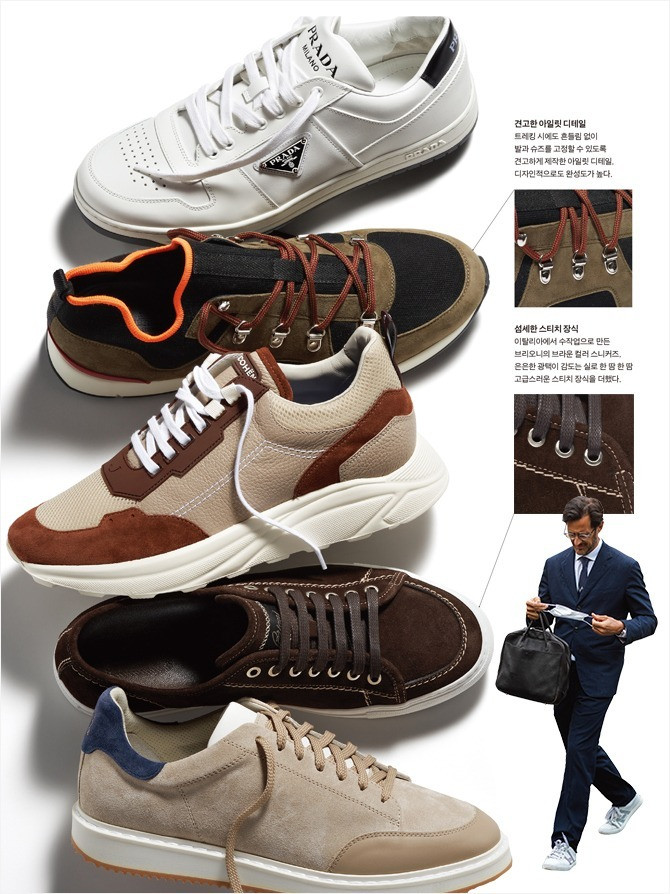 PRADA
MILANO
PRADA
PRADA
MILANO
PRADA
견고한 아일릿 디테일
트레킹 시에도 흔들림 없이
발과 슈즈를 고정할 수 있도록
견고하게 제작한 아일릿 디테일.
디자인적으로도 완성도가 높다.
섬세한 스티치 장식
이탈리아에서 수작업으로 만든
브리오니의 브라운 컬러 스니커즈.
은은한 광택이 감도는 실로 한 땀 한 땀
고급스러운 스티치 장식을 더했다.